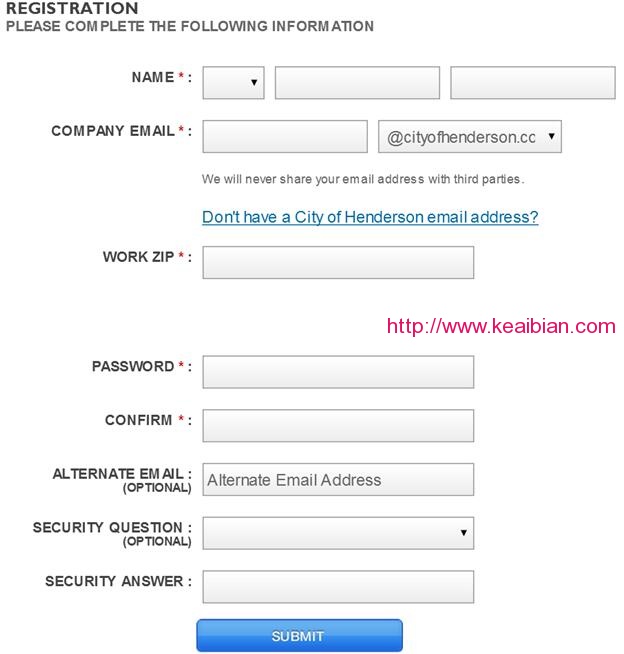 REGISTRATION
PLEASE COMPLETE THE FOLLOWING INFORMATION
NAME * :
COMPANY EMAIL * :
@cityofhenderson.cc
We will never share your email address with third parties.
Don't have a City of Henderson email address?
WORK ZIP * :
http://www.keaibian.com
PASSWORD * :
CONFIRM * :
ALTERNATE EMAIL :
(OPTIONAL)
Alternate Email Address
SECURITY QUESTION :
(OPTIONAL)
SECURITY ANSWER :
SUBMIT